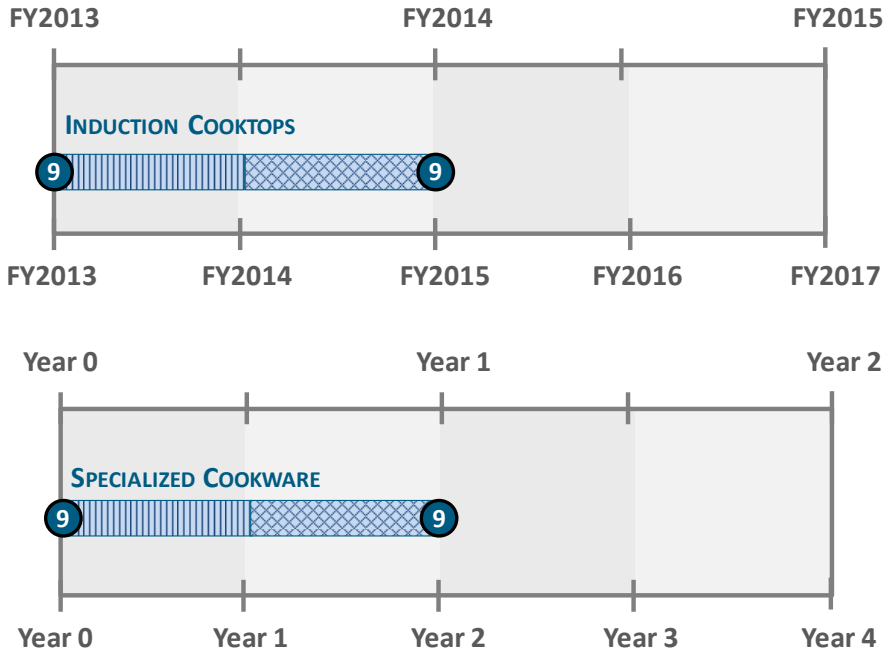 FY2013 FY2014 FY2015
INDUCTION COOKTOPS
9 9
FY2013 FY2014 FY2015 FY2016 FY2017
Year 0 Year 1 Year 2
SPECIALIZED COOKWARE
9 9
Year 0 Year 1 Year 2 Year 3 Year 4